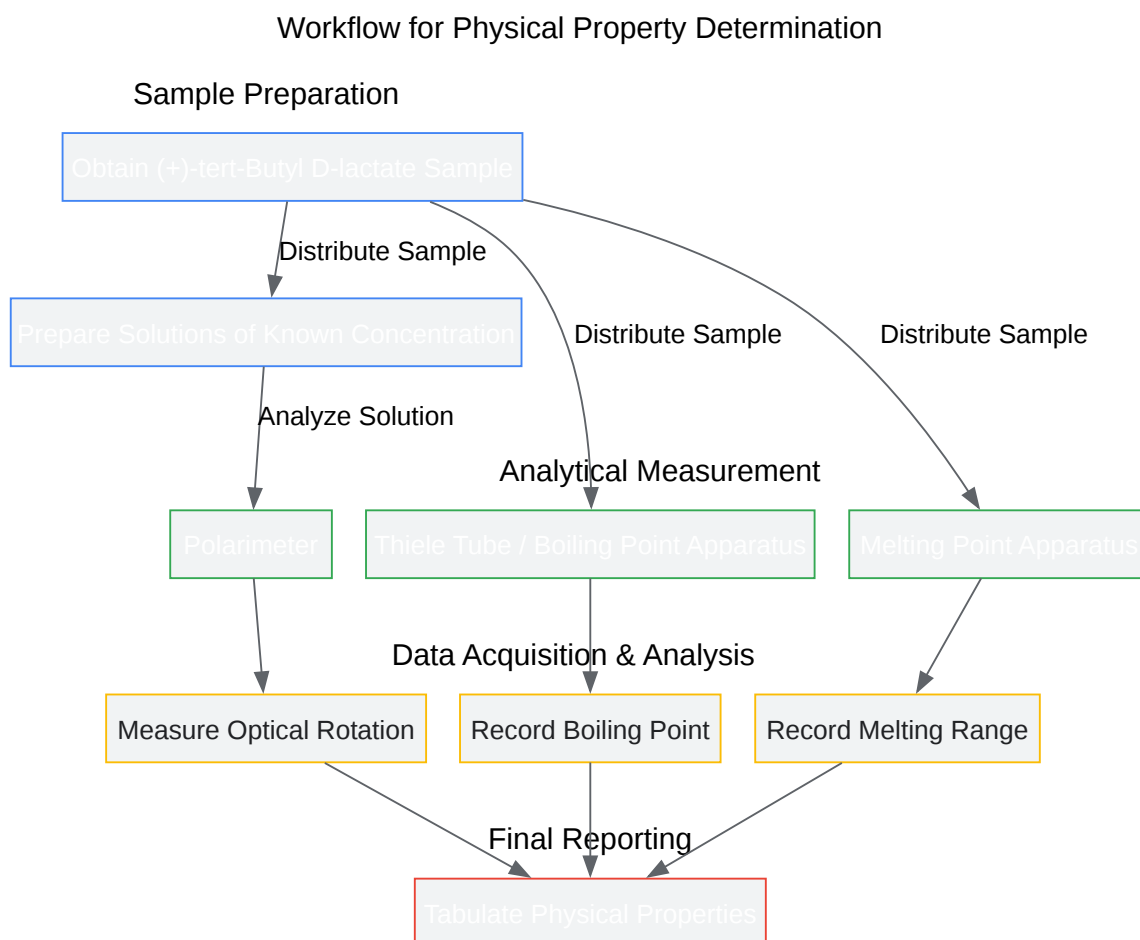 Workflow for Physical Property Determination
Sample Preparation
Obtain (+)-tert-Butyl D-lactate Sample
Distribute Sample
Prepare Solutions of Known Concentration
Distribute Sample
Distribute Sample
Analyze Solution
Analytical Measurement
Polarimeter
Thiele Tube / Boiling Point Apparatus
Melting Point Apparatus
Data Acquisition & Analysis
Measure Optical Rotation
Record Boiling Point
Record Melting Range
Final Reporting
Tabulate Physical Properties